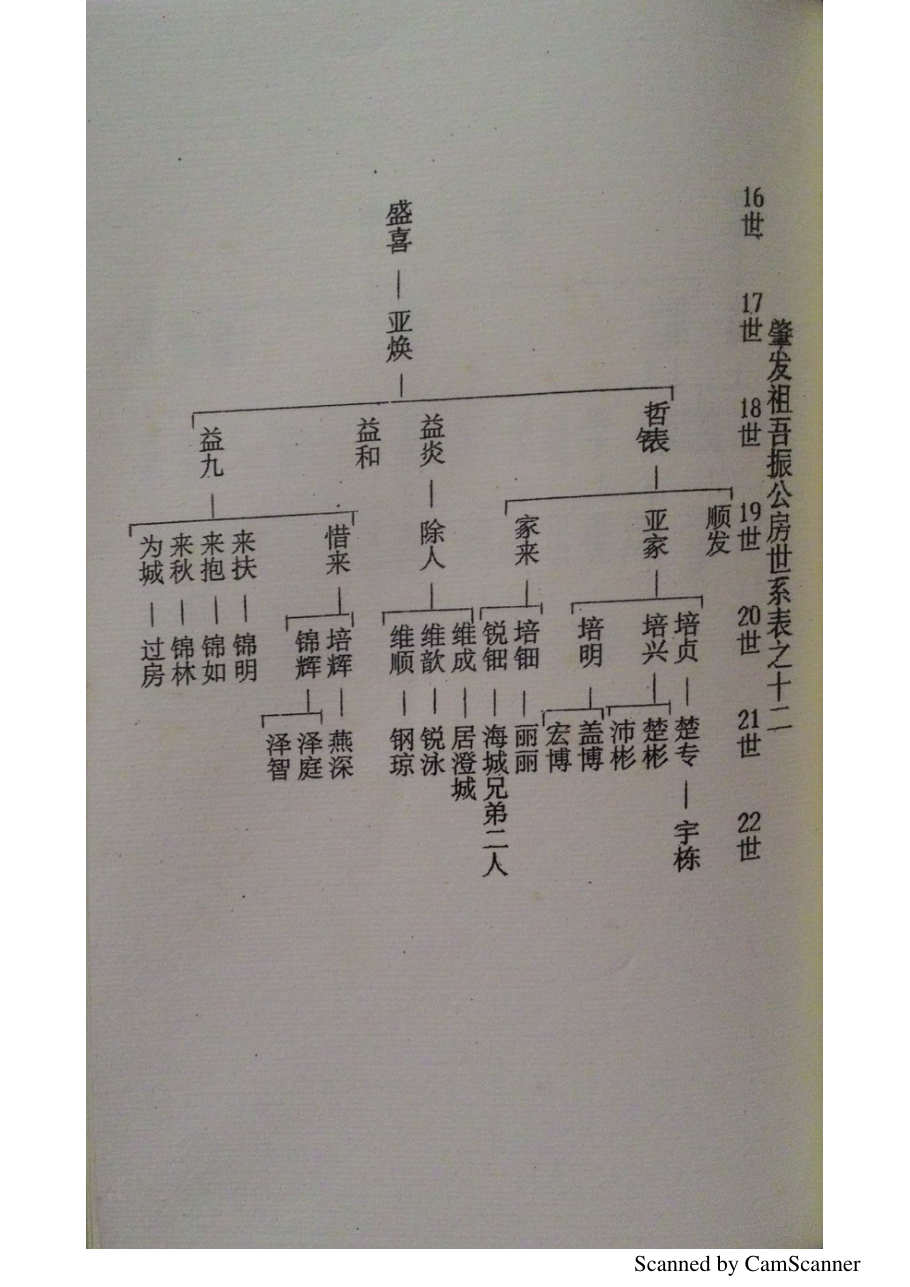 肇发祖吾振公房世系表之十二
16世
17世
18世
19世
20世
21世
22世
盛喜
亚焕
哲錶
益炎
益和
益九
顺发
亚家
家来
除人
惜来
来扶
来抱
来秋
为城
培贞
培兴
培明
培钿
锐钿
维成
维歆
维顺
培辉
锦辉
锦明
锦如
锦林
过房
楚专
楚彬
沛彬
盖博
宏博
丽丽
海城兄弟二人
居澄城
锐泳
钢琼
燕深
泽庭
泽智
宇栋
Scanned by CamScanner